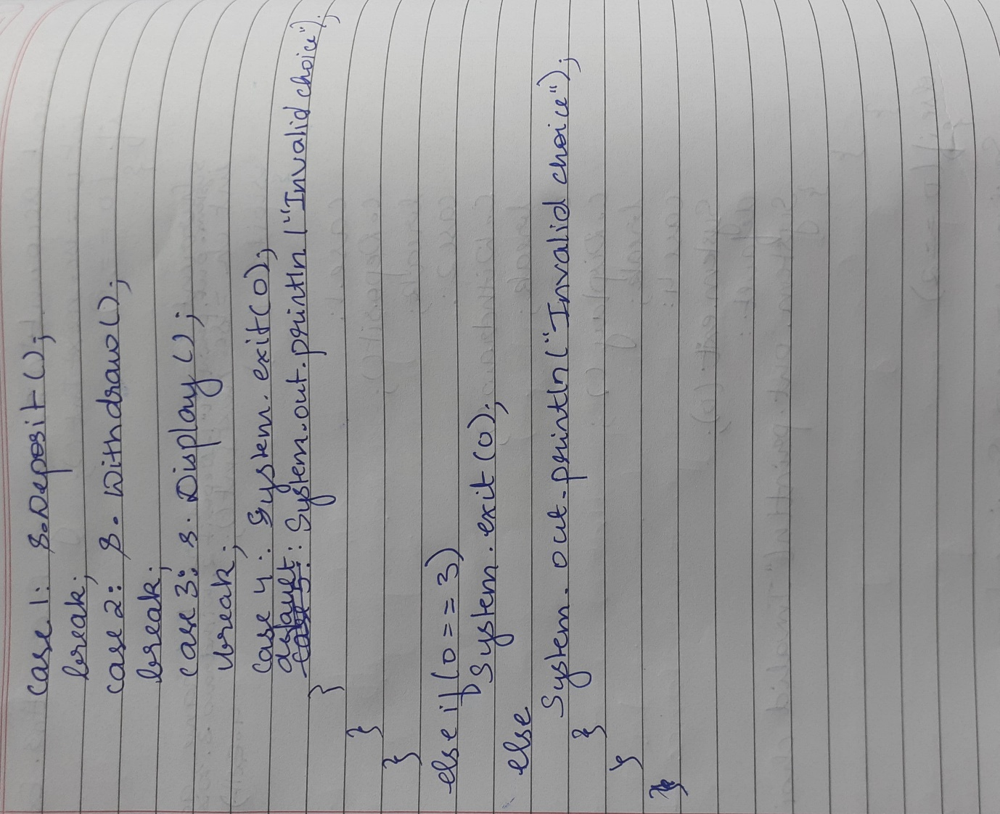 case 1: s.Deposit();
break;
case 2: s. Withdraw();
break;
case 3: s. Display();
break;
case 4: System.exit(0);
default: System.out.println("Invalid choice");
}
}
}
else if(o==3)
System.exit(0);
else
System.out.println("Invalid choice");
}
}
}